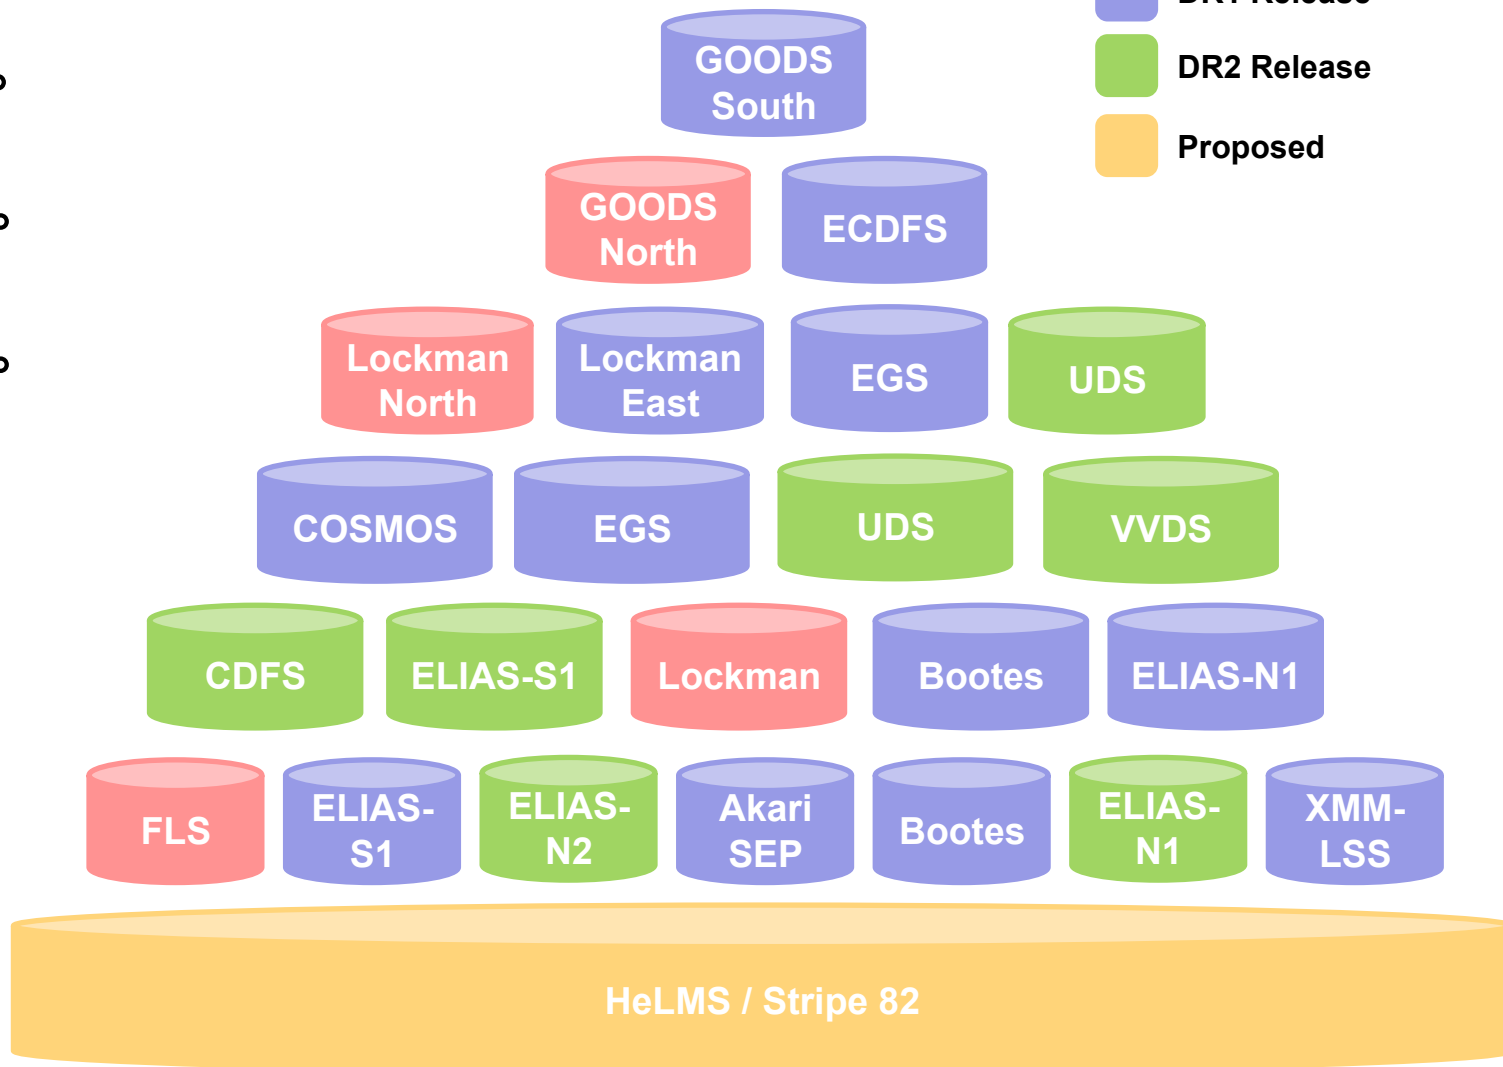 DR1 Release
DR2 Release
Proposed
GOODS
South
GOODS
North
ECDFS
Lockman
North
Lockman
East
EGS
UDS
COSMOS
EGS
UDS
VVDS
CDFS
ELIAS-S1
Lockman
Bootes
ELIAS-N1
FLS
ELIAS-
S1
ELIAS-
N2
Akari
SEP
Bootes
ELIAS-
N1
XMM-
LSS
HeLMS / Stripe 82